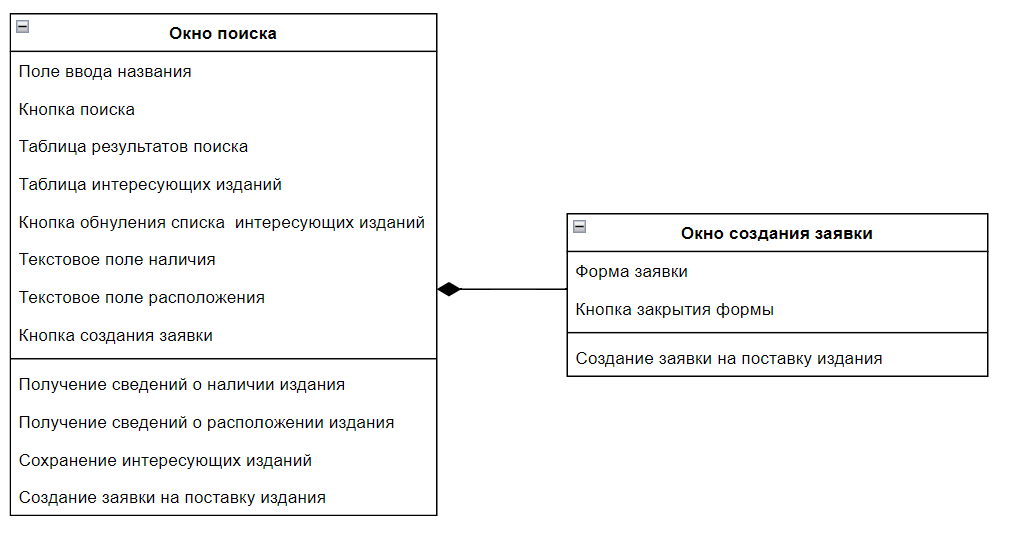 Окно поиска
Поле ввода названия
Кнопка поиска
Таблица результатов поиска
Таблица интересующих изданий
Кнопка обнуления списка  интересующих изданий
Текстовое поле наличия
Текстовое поле расположения
Кнопка создания заявки
Получение сведений о наличии издания
Получение сведений о расположении издания
Сохранение интересующих изданий
Создание заявки на поставку издания
Окно создания заявки
Форма заявки
Кнопка закрытия формы
Создание заявки на поставку издания